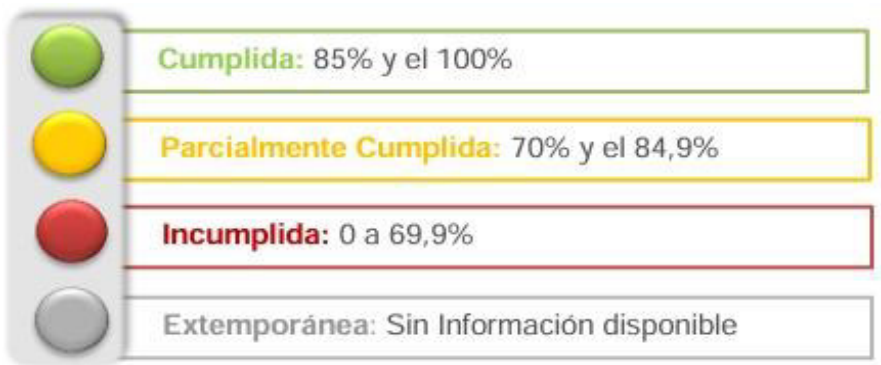 Cumplida: 85% y el 100%
Parcialmente Cumplida: 70% y el 84,9%
Incumplida: 0 a 69,9%
Extemporánea: Sin Información disponible